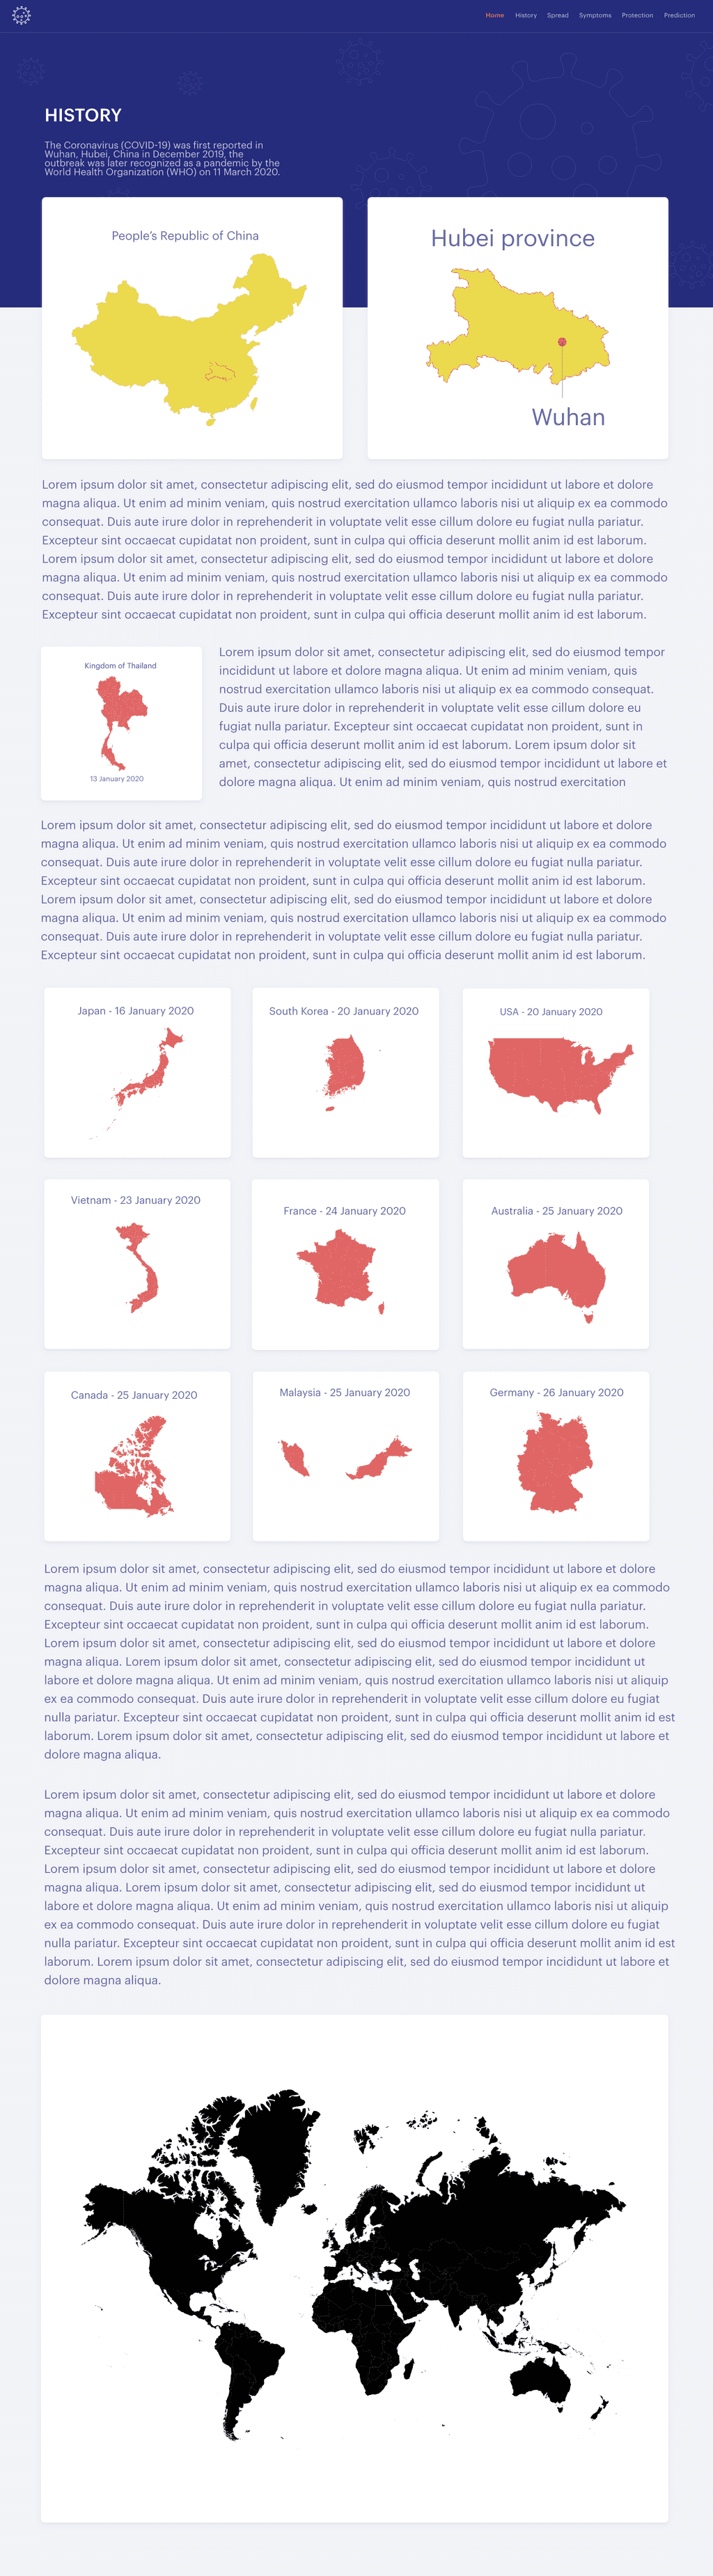 Home History Spread Symptoms Protection Prediction
HISTORY
The Coronavirus (COVID-19) was first reported in
Wuhan, Hubei, China in December 2019, the
outbreak was later recognized as a pandemic by the
World Health Organization (WHO) on 11 March 2020.
People's Republic of China
Hubei province
Wuhan
Lorem ipsum dolor sit amet, consectetur adipiscing elit, sed do eiusmod tempor incididunt ut labore et dolore
magna aliqua. Ut enim ad minim veniam, quis nostrud exercitation ullamco laboris nisi ut aliquip ex ea commodo
consequat. Duis aute irure dolor in reprehenderit in voluptate velit esse cillum dolore eu fugiat nulla pariatur.
Excepteur sint occaecat cupidatat non proident, sunt in culpa qui officia deserunt mollit anim id est laborum.
Lorem ipsum dolor sit amet, consectetur adipiscing elit, sed do eiusmod tempor incididunt ut labore et dolore
magna aliqua. Ut enim ad minim veniam, quis nostrud exercitation ullamco laboris nisi ut aliquip ex ea commodo
consequat. Duis aute irure dolor in reprehenderit in voluptate velit esse cillum dolore eu fugiat nulla pariatur.
Excepteur sint occaecat cupidatat non proident, sunt in culpa qui officia deserunt mollit anim id est laborum.
Kingdom of Thailand
13 January 2020
Lorem ipsum dolor sit amet, consectetur adipiscing elit, sed do eiusmod tempor
incididunt ut labore et dolore magna aliqua. Ut enim ad minim veniam, quis
nostrud exercitation ullamco laboris nisi ut aliquip ex ea commodo consequat.
Duis aute irure dolor in reprehenderit in voluptate velit esse cillum dolore eu
fugiat nulla pariatur. Excepteur sint occaecat cupidatat non proident, sunt in
culpa qui officia deserunt mollit anim id est laborum. Lorem ipsum dolor sit
amet, consectetur adipiscing elit, sed do eiusmod tempor incididunt ut labore et
dolore magna aliqua. Ut enim ad minim veniam, quis nostrud exercitation
Lorem ipsum dolor sit amet, consectetur adipiscing elit, sed do eiusmod tempor incididunt ut labore et dolore
magna aliqua. Ut enim ad minim veniam, quis nostrud exercitation ullamco laboris nisi ut aliquip ex ea commodo
consequat. Duis aute irure dolor in reprehenderit in voluptate velit esse cillum dolore eu fugiat nulla pariatur.
Excepteur sint occaecat cupidatat non proident, sunt in culpa qui officia deserunt mollit anim id est laborum.
Lorem ipsum dolor sit amet, consectetur adipiscing elit, sed do eiusmod tempor incididunt ut labore et dolore
magna aliqua. Ut enim ad minim veniam, quis nostrud exercitation ullamco laboris nisi ut aliquip ex ea commodo
consequat. Duis aute irure dolor in reprehenderit in voluptate velit esse cillum dolore eu fugiat nulla pariatur.
Excepteur sint occaecat cupidatat non proident, sunt in culpa qui officia deserunt mollit anim id est laborum.
Japan - 16 January 2020
South Korea - 20 January 2020
USA - 20 January 2020
Vietnam - 23 January 2020
France - 24 January 2020
Australia - 25 January 2020
Canada - 25 January 2020
Malaysia - 25 January 2020
Germany - 26 January 2020
Lorem ipsum dolor sit amet, consectetur adipiscing elit, sed do eiusmod tempor incididunt ut labore et dolore
magna aliqua. Ut enim ad minim veniam, quis nostrud exercitation ullamco laboris nisi ut aliquip ex ea commodo
consequat. Duis aute irure dolor in reprehenderit in voluptate velit esse cillum dolore eu fugiat nulla pariatur.
Excepteur sint occaecat cupidatat non proident, sunt in culpa qui officia deserunt mollit anim id est laborum.
Lorem ipsum dolor sit amet, consectetur adipiscing elit, sed do eiusmod tempor incididunt ut labore et dolore
magna aliqua. Lorem ipsum dolor sit amet, consectetur adipiscing elit, sed do eiusmod tempor incididunt ut
labore et dolore magna aliqua. Ut enim ad minim veniam, quis nostrud exercitation ullamco laboris nisi ut aliquip
ex ea commodo consequat. Duis aute irure dolor in reprehenderit in voluptate velit esse cillum dolore eu fugiat
nulla pariatur. Excepteur sint occaecat cupidatat non proident, sunt in culpa qui officia deserunt mollit anim id est
laborum. Lorem ipsum dolor sit amet, consectetur adipiscing elit, sed do eiusmod tempor incididunt ut labore et
dolore magna aliqua.
Lorem ipsum dolor sit amet, consectetur adipiscing elit, sed do eiusmod tempor incididunt ut labore et dolore
magna aliqua. Ut enim ad minim veniam, quis nostrud exercitation ullamco laboris nisi ut aliquip ex ea commodo
consequat. Duis aute irure dolor in reprehenderit in voluptate velit esse cillum dolore eu fugiat nulla pariatur.
Excepteur sint occaecat cupidatat non proident, sunt in culpa qui officia deserunt mollit anim id est laborum.
Lorem ipsum dolor sit amet, consectetur adipiscing elit, sed do eiusmod tempor incididunt ut labore et dolore
magna aliqua. Lorem ipsum dolor sit amet, consectetur adipiscing elit, sed do eiusmod tempor incididunt ut
labore et dolore magna aliqua. Ut enim ad minim veniam, quis nostrud exercitation ullamco laboris nisi ut aliquip
ex ea commodo consequat. Duis aute irure dolor in reprehenderit in voluptate velit esse cillum dolore eu fugiat
nulla pariatur. Excepteur sint occaecat cupidatat non proident, sunt in culpa qui officia deserunt mollit anim id est
laborum. Lorem ipsum dolor sit amet, consectetur adipiscing elit, sed do eiusmod tempor incididunt ut labore et
dolore magna aliqua.